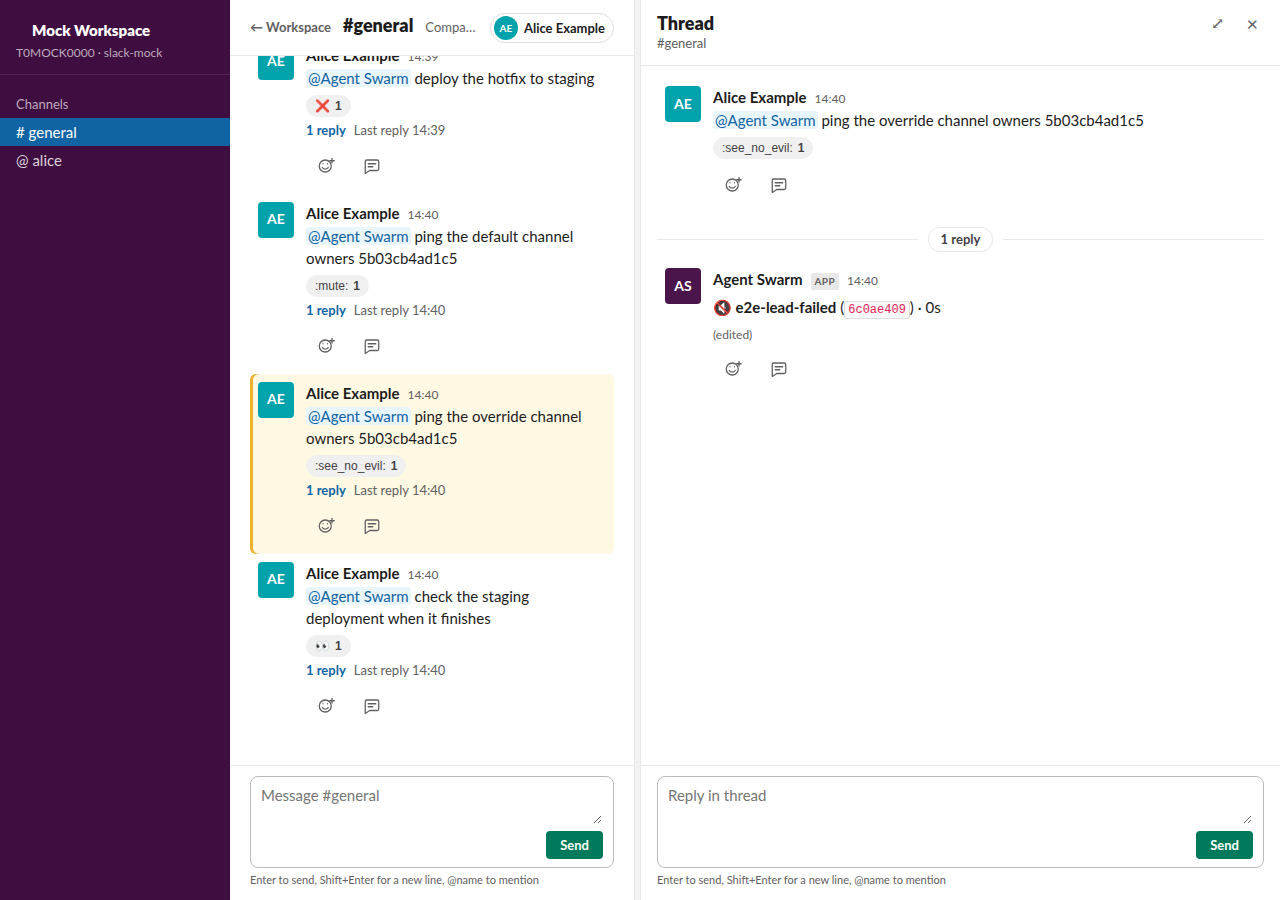 Mock Workspace
T0MOCK0000 · slack-mock
Channels
# general
@ alice
← Workspace #general Compa... AE Alice Example
AE Alice Example 14:39
@Agent Swarm deploy the hotfix to staging
❌ 1
1 reply Last reply 14:39
AE Alice Example 14:40
@Agent Swarm ping the default channel
owners 5b03cb4ad1c5
:mute: 1
1 reply Last reply 14:40
AE Alice Example 14:40
@Agent Swarm ping the override channel
owners 5b03cb4ad1c5
:see_no_evil: 1
1 reply Last reply 14:40
AE Alice Example 14:40
@Agent Swarm check the staging
deployment when it finishes
👀 1
1 reply Last reply 14:40
Message #general
Send
Enter to send, Shift+Enter for a new line, @name to mention
Thread
#general
AE Alice Example 14:40
@Agent Swarm ping the override channel owners 5b03cb4ad1c5
:see_no_evil: 1
1 reply
AS Agent Swarm APP 14:40
🔇 e2e-lead-failed (6c0ae409) · 0s
(edited)
Reply in thread
Send
Enter to send, Shift+Enter for a new line, @name to mention